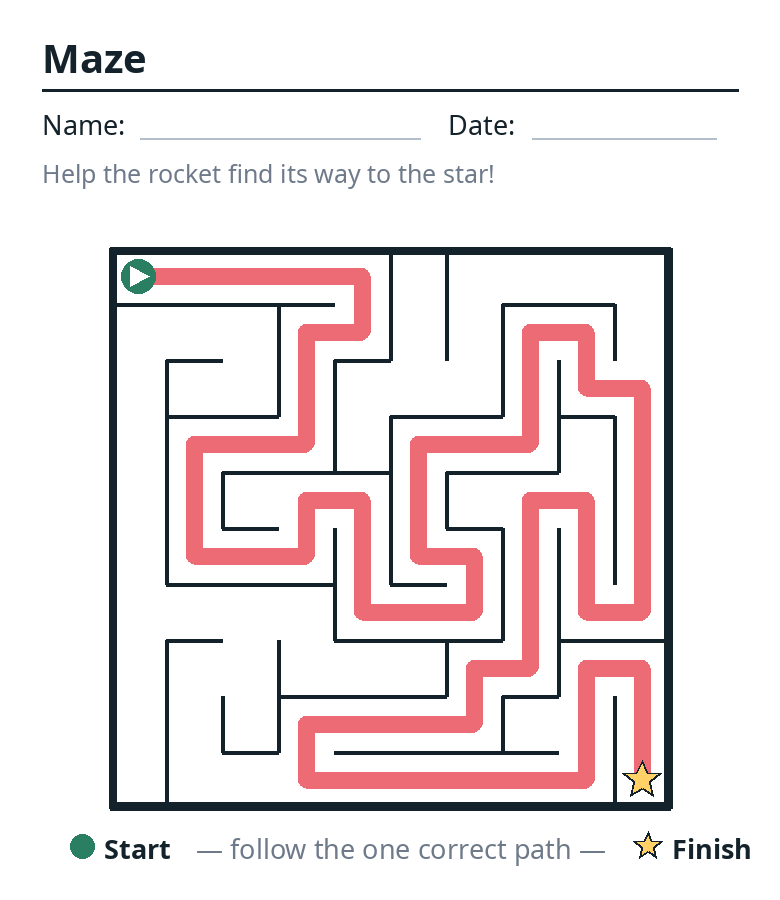 Maze
Name: Date:
Help the rocket find its way to the star!
Start — follow the one correct path — Finish